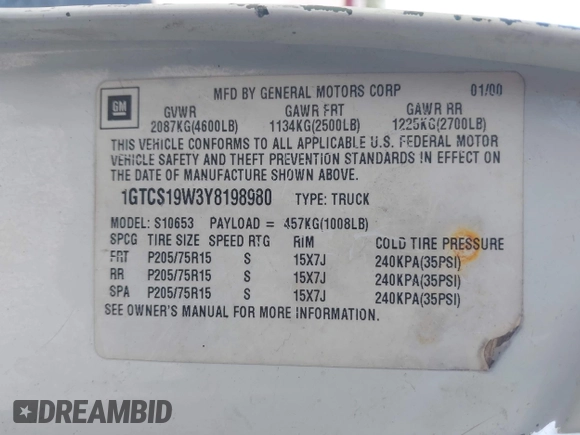 MFD BY GENERAL MOTORS CORP 01/00
GM
GVWR GAWR FRT GAWR RR
2087KG(4600LB) 1134KG(2500LB) 1225KG(2700LB)
THIS VEHICLE CONFORMS TO ALL APPLICABLE U.S. FEDERAL MOTOR
VEHICLE SAFETY AND THEFT PREVENTION STANDARDS IN EFFECT ON
THE DATE OF MANUFACTURE SHOWN ABOVE.
1GTCS19W3Y8198980 TYPE: TRUCK
MODEL: S10653 PAYLOAD = 457KG(1008LB)
SPCG TIRE SIZE SPEED RTG RIM COLD TIRE PRESSURE
FRT P205/75R15 S 15X7J 240KPA(35PSI)
RR P205/75R15 S 15X7J 240KPA(35PSI)
SPA P205/75R15 S 15X7J 240KPA(35PSI)
SEE OWNER'S MANUAL FOR MORE INFORMATION.
DREAMBID